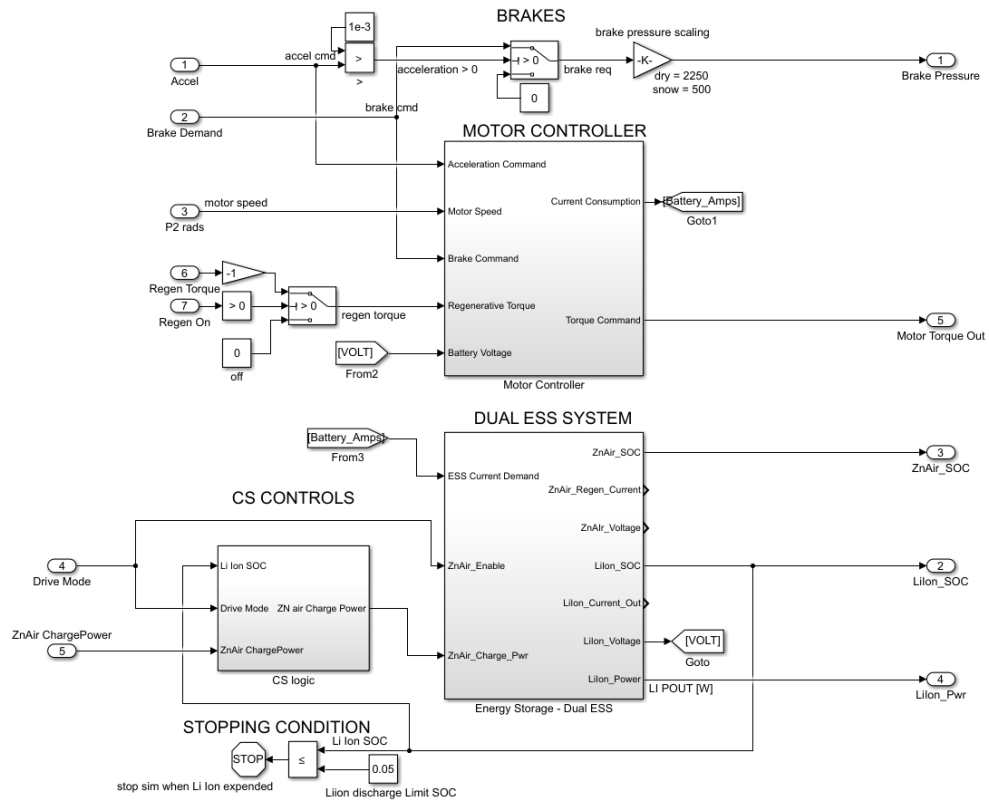 BRAKES
1e-3
brake pressure scaling
accel cmd
>
1
Accel
>
acceleration > 0
> 0
brake req
-K-
1
Brake Pressure
dry = 2250
snow = 500
0
brake cmd
2
Brake Demand
MOTOR CONTROLLER
Acceleration Command
motor speed
3
P2 rads
Motor Speed
Current Consumption
[Battery_Amps]
Goto1
Brake Command
6
-1
Regen Torque
7
Regen On
> 0
> 0
regen torque
Regenerative Torque
Torque Command
5
Motor Torque Out
0
off
[VOLT]
From2
Battery Voltage
Motor Controller
DUAL ESS SYSTEM
[Battery_Amps]
From3
ESS Current Demand
ZnAir_SOC
3
ZnAir_SOC
ZnAir_Regen_Current
CS CONTROLS
ZnAIr_Voltage
4
Drive Mode
Li Ion SOC
ZnAir_Enable
LiIon_SOC
2
LiIon_SOC
Drive Mode
ZN air Charge Power
LiIon_Current_Out
ZnAir ChargePower
5
ZnAir ChargePower
ZnAir_Charge_Pwr
LiIon_Voltage
[VOLT]
Goto
CS logic
LiIon_Power
LI POUT [W]
4
LiIon_Pwr
Energy Storage - Dual ESS
STOPPING CONDITION
Li Ion SOC
STOP
≤
0.05
stop sim when Li Ion expended
Liion discharge Limit SOC